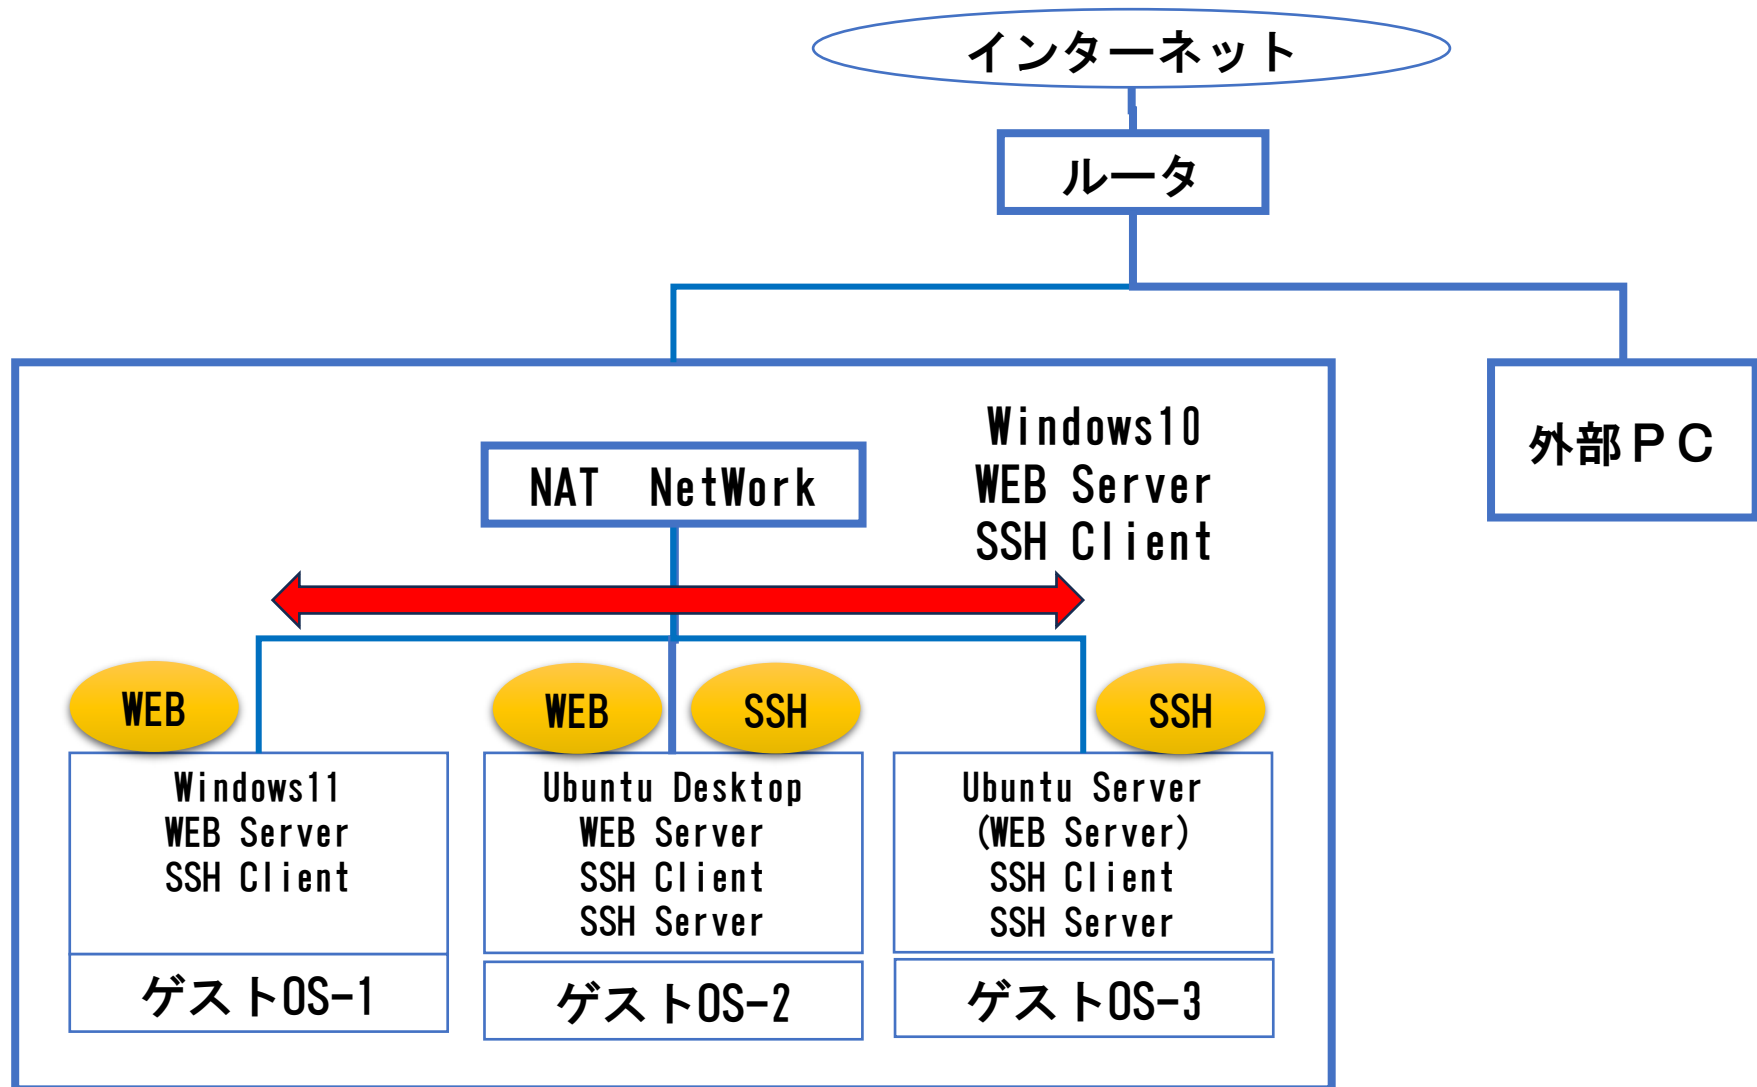 インターネット
ルータ
Windows10
WEB Server
SSH Client
外部ＰＣ
NAT　NetWork
WEB
WEB
SSH
SSH
Windows11
WEB Server
SSH Client
Ubuntu Desktop
WEB Server
SSH Client
SSH Server
Ubuntu Server
(WEB Server)
SSH Client
SSH Server
ゲストOS-1
ゲストOS-2
ゲストOS-3